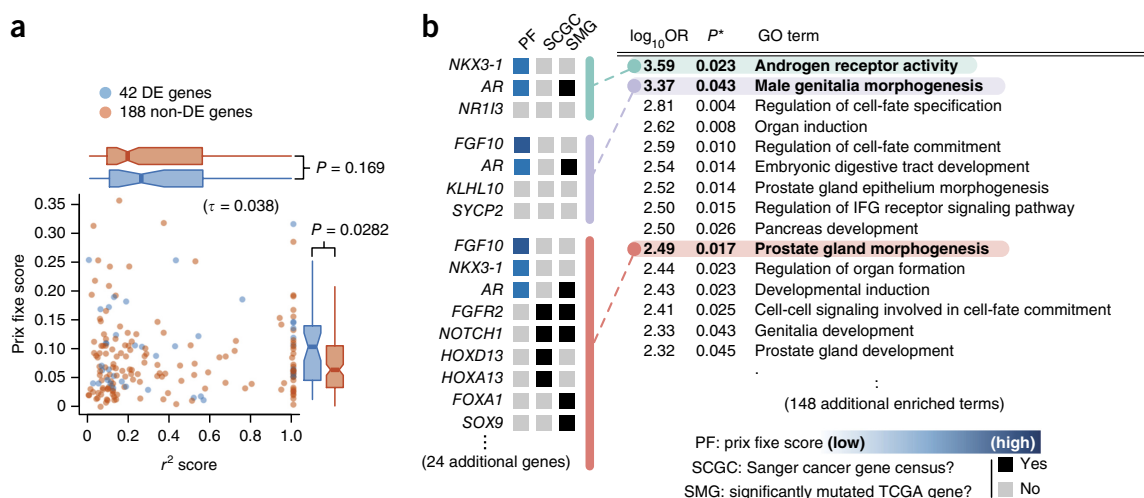 a
42 DE genes
188 non-DE genes
P = 0.169
(τ = 0.038)
P = 0.0282
Prix fixe score
0.35
0.30
0.25
0.20
0.15
0.10
0.05
0
0 0.2 0.4 0.6 0.8 1.0
r² score
b
PF SCGC SMG
NKX3-1
AR
NR1I3
FGF10
AR
KLHL10
SYCP2
FGF10
NKX3-1
AR
FGFR2
NOTCH1
HOXD13
HOXA13
FOXA1
SOX9
(24 additional genes)
log₁₀OR P* GO term
3.59 0.023 Androgen receptor activity
3.37 0.043 Male genitalia morphogenesis
2.81 0.004 Regulation of cell-fate specification
2.62 0.008 Organ induction
2.59 0.010 Regulation of cell-fate commitment
2.54 0.014 Embryonic digestive tract development
2.52 0.014 Prostate gland epithelium morphogenesis
2.50 0.015 Regulation of IFG receptor signaling pathway
2.50 0.026 Pancreas development
2.49 0.017 Prostate gland morphogenesis
2.44 0.023 Regulation of organ formation
2.43 0.023 Developmental induction
2.41 0.025 Cell-cell signaling involved in cell-fate commitment
2.33 0.043 Genitalia development
2.32 0.045 Prostate gland development
(148 additional enriched terms)
PF: prix fixe score (low) (high)
SCGC: Sanger cancer gene census? Yes
SMG: significantly mutated TCGA gene? No